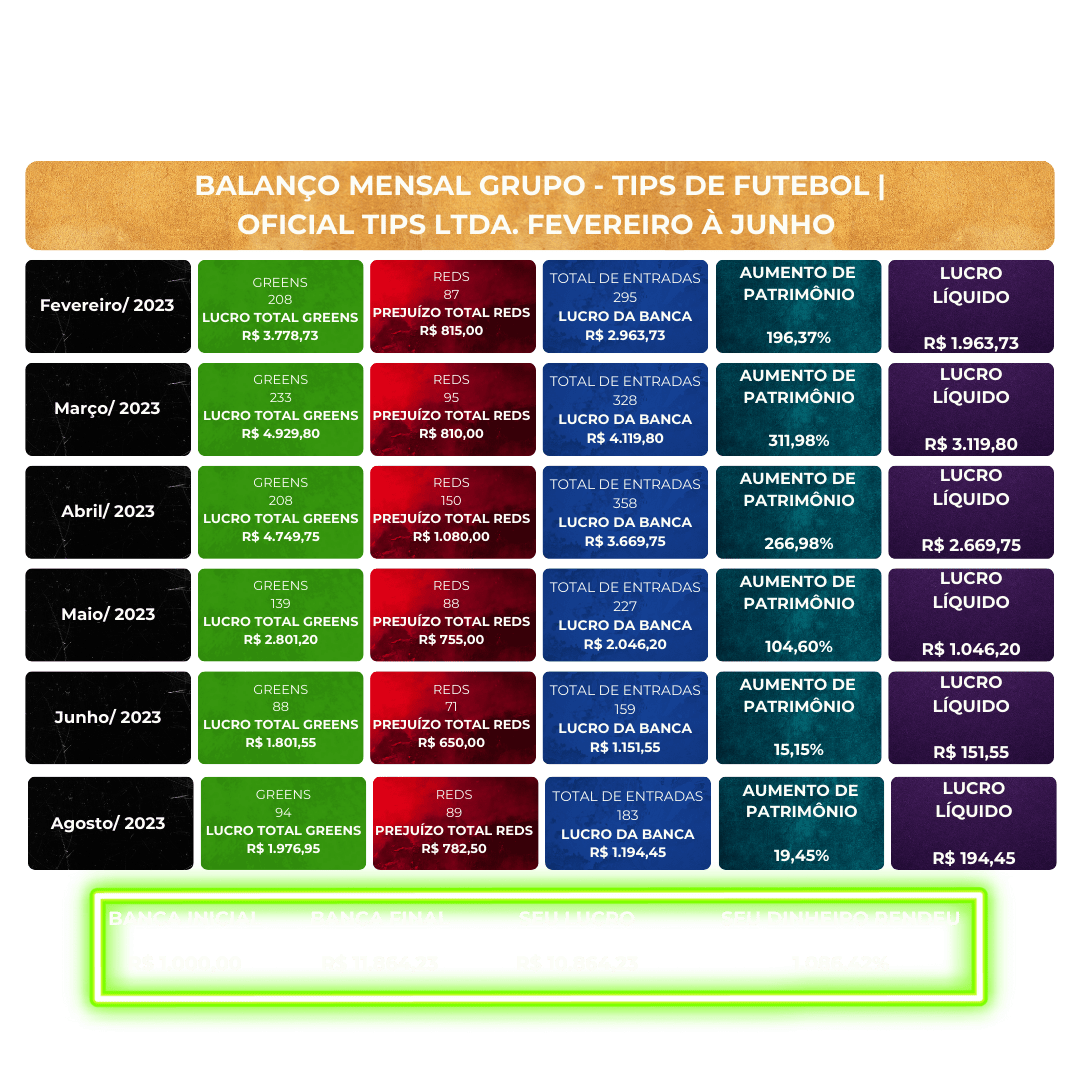 BALANÇO MENSAL GRUPO - TIPS DE FUTEBOL |
OFICIAL TIPS LTDA. FEVEREIRO À JUNHO
Fevereiro/ 2023
GREENS
208
LUCRO TOTAL GREENS
R$ 3.778,73
REDS
87
PREJUÍZO TOTAL REDS
R$ 815,00
TOTAL DE ENTRADAS
295
LUCRO DA BANCA
R$ 2.963,73
AUMENTO DE
PATRIMÔNIO
196,37%
LUCRO
LÍQUIDO
R$ 1.963,73
Março/ 2023
GREENS
233
LUCRO TOTAL GREENS
R$ 4.929,80
REDS
95
PREJUÍZO TOTAL REDS
R$ 810,00
TOTAL DE ENTRADAS
328
LUCRO DA BANCA
R$ 4.119,80
AUMENTO DE
PATRIMÔNIO
311,98%
LUCRO
LÍQUIDO
R$ 3.119,80
Abril/ 2023
GREENS
208
LUCRO TOTAL GREENS
R$ 4.749,75
REDS
150
PREJUÍZO TOTAL REDS
R$ 1.080,00
TOTAL DE ENTRADAS
358
LUCRO DA BANCA
R$ 3.669,75
AUMENTO DE
PATRIMÔNIO
266,98%
LUCRO
LÍQUIDO
R$ 2.669,75
Maio/ 2023
GREENS
139
LUCRO TOTAL GREENS
R$ 2.801,20
REDS
88
PREJUÍZO TOTAL REDS
R$ 755,00
TOTAL DE ENTRADAS
227
LUCRO DA BANCA
R$ 2.046,20
AUMENTO DE
PATRIMÔNIO
104,60%
LUCRO
LÍQUIDO
R$ 1.046,20
Junho/ 2023
GREENS
88
LUCRO TOTAL GREENS
R$ 1.801,55
REDS
71
PREJUÍZO TOTAL REDS
R$ 650,00
TOTAL DE ENTRADAS
159
LUCRO DA BANCA
R$ 1.151,55
AUMENTO DE
PATRIMÔNIO
15,15%
LUCRO
LÍQUIDO
R$ 151,55
Agosto/ 2023
GREENS
94
LUCRO TOTAL GREENS
R$ 1.976,95
REDS
89
PREJUÍZO TOTAL REDS
R$ 782,50
TOTAL DE ENTRADAS
183
LUCRO DA BANCA
R$ 1.194,45
AUMENTO DE
PATRIMÔNIO
19,45%
LUCRO
LÍQUIDO
R$ 194,45
BANCA INICIAL
BANCA FINAL
SEU LUCRO
SEU DINHEIRO RENDEU